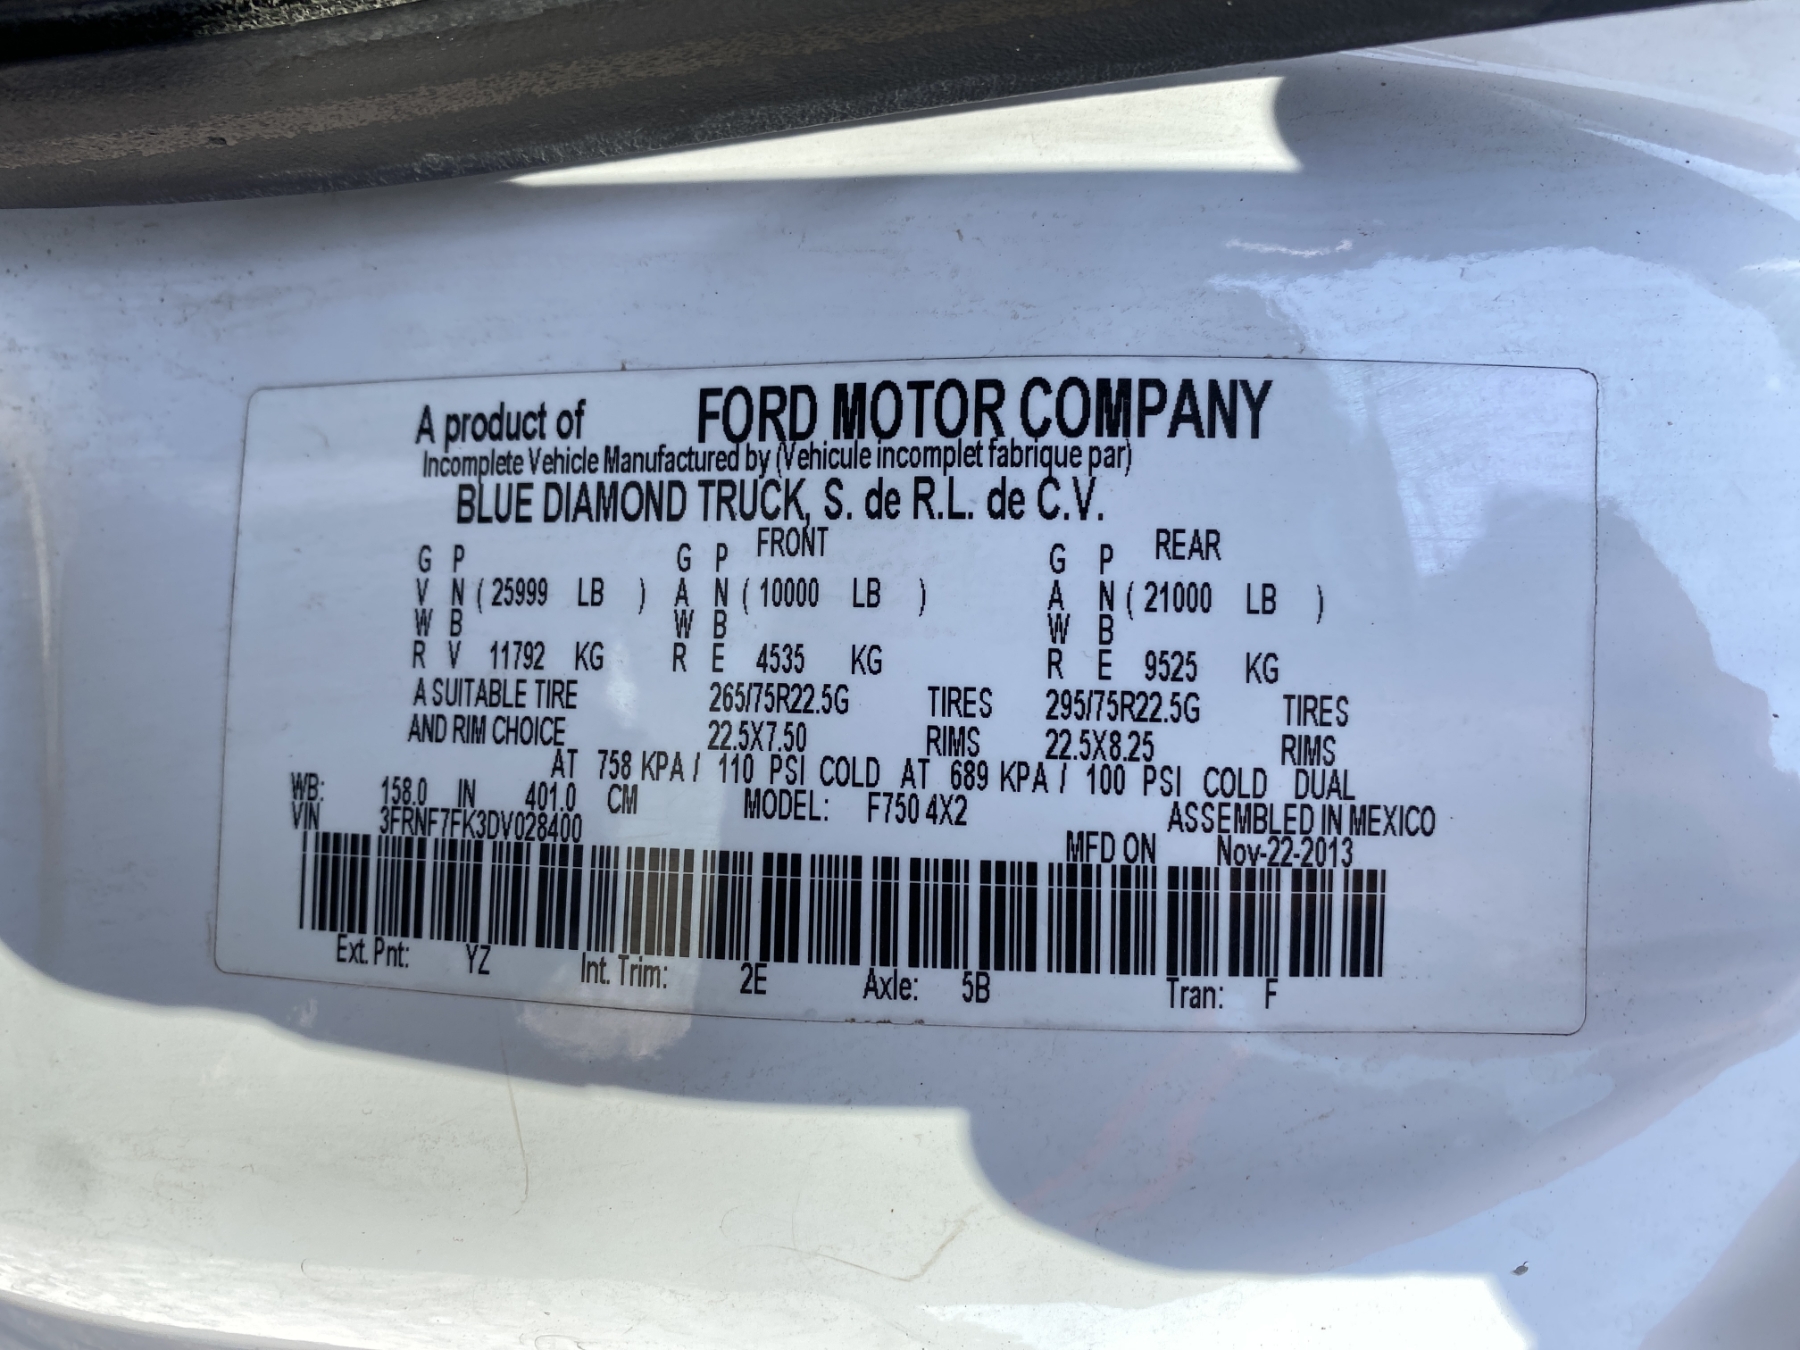 A product of FORD MOTOR COMPANY
Incomplete Vehicle Manufactured by (Vehicule incomplet fabrique par)
BLUE DIAMOND TRUCK, S. de R.L. de C.V.
G P G P FRONT G P REAR
V N ( 25999 LB ) A N ( 10000 LB ) A N ( 21000 LB )
W B W B W B
R V 11792 KG R E 4535 KG R E 9525 KG
A SUITABLE TIRE 265/75R22.5G TIRES 295/75R22.5G TIRES
AND RIM CHOICE 22.5X7.50 RIMS 22.5X8.25 RIMS
AT 758 KPA / 110 PSI COLD AT 689 KPA / 100 PSI COLD DUAL
WB: 158.0 IN 401.0 CM MODEL: F750 4X2 ASSEMBLED IN MEXICO
VIN 3FRNF7FK3DV028400 MFD ON Nov-22-2013
Ext. Pnt: YZ Int. Trim: 2E Axle: 5B Tran: F